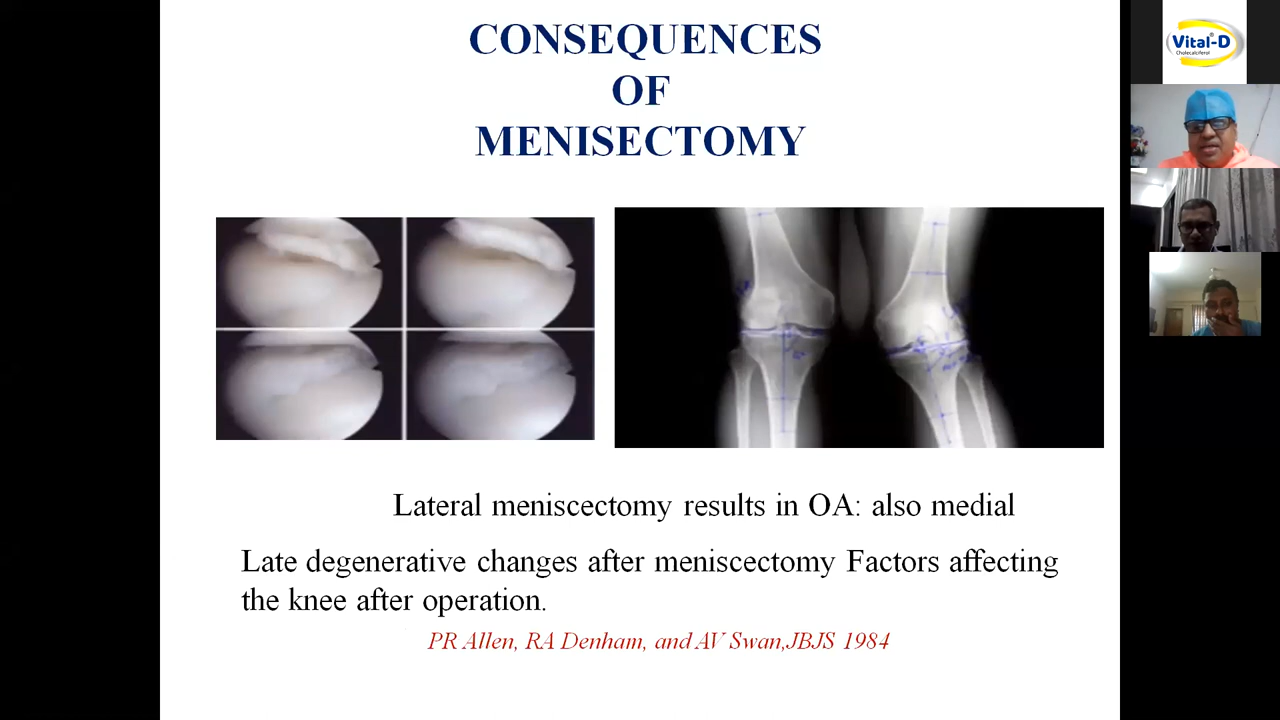 CONSEQUENCES
OF
MENISECTOMY
Lateral meniscectomy results in OA: also medial
Late degenerative changes after meniscectomy Factors affecting
the knee after operation.
PR Allen, RA Denham, and AV Swan,JBJS 1984
Vital®-D
Cholecalciferol